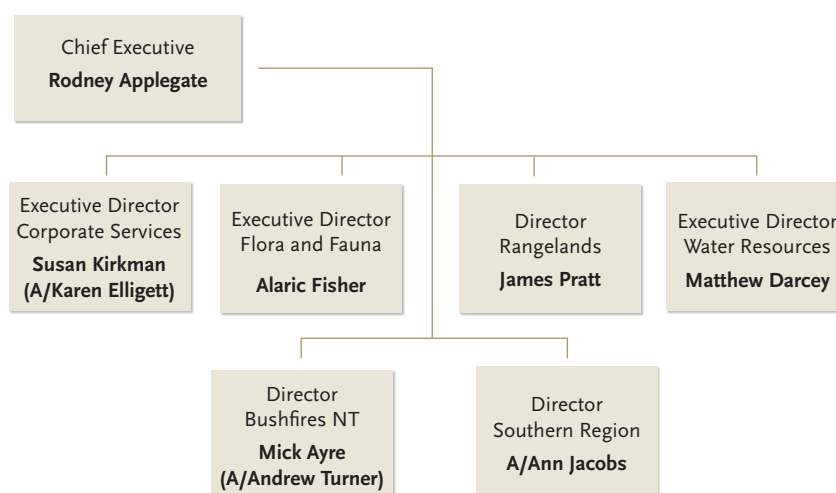 Chief Executive
Rodney Applegate
Executive Director
Corporate Services
Susan Kirkman
(A/Karen Elligett)
Executive Director
Flora and Fauna
Alaric Fisher
Director
Rangelands
James Pratt
Executive Director
Water Resources
Matthew Darcey
Director
Bushfires NT
Mick Ayre
(A/Andrew Turner)
Director
Southern Region
A/Ann Jacobs